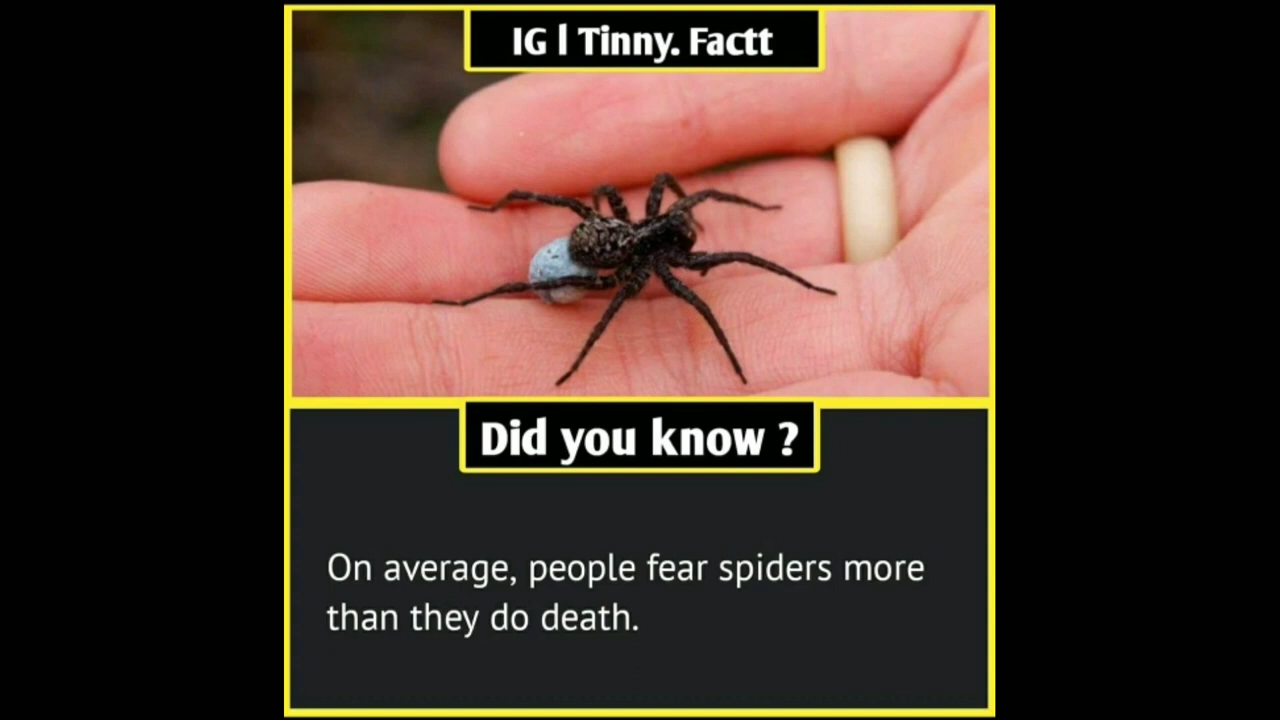 IG l Tinny. Factt
Did you know ?
On average, people fear spiders more
than they do death.